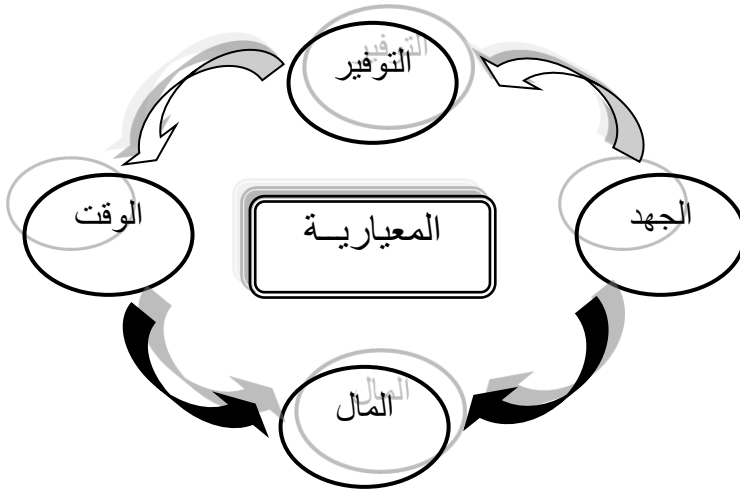 التوفير
الجهد
المعياريــة
الوقت
المال